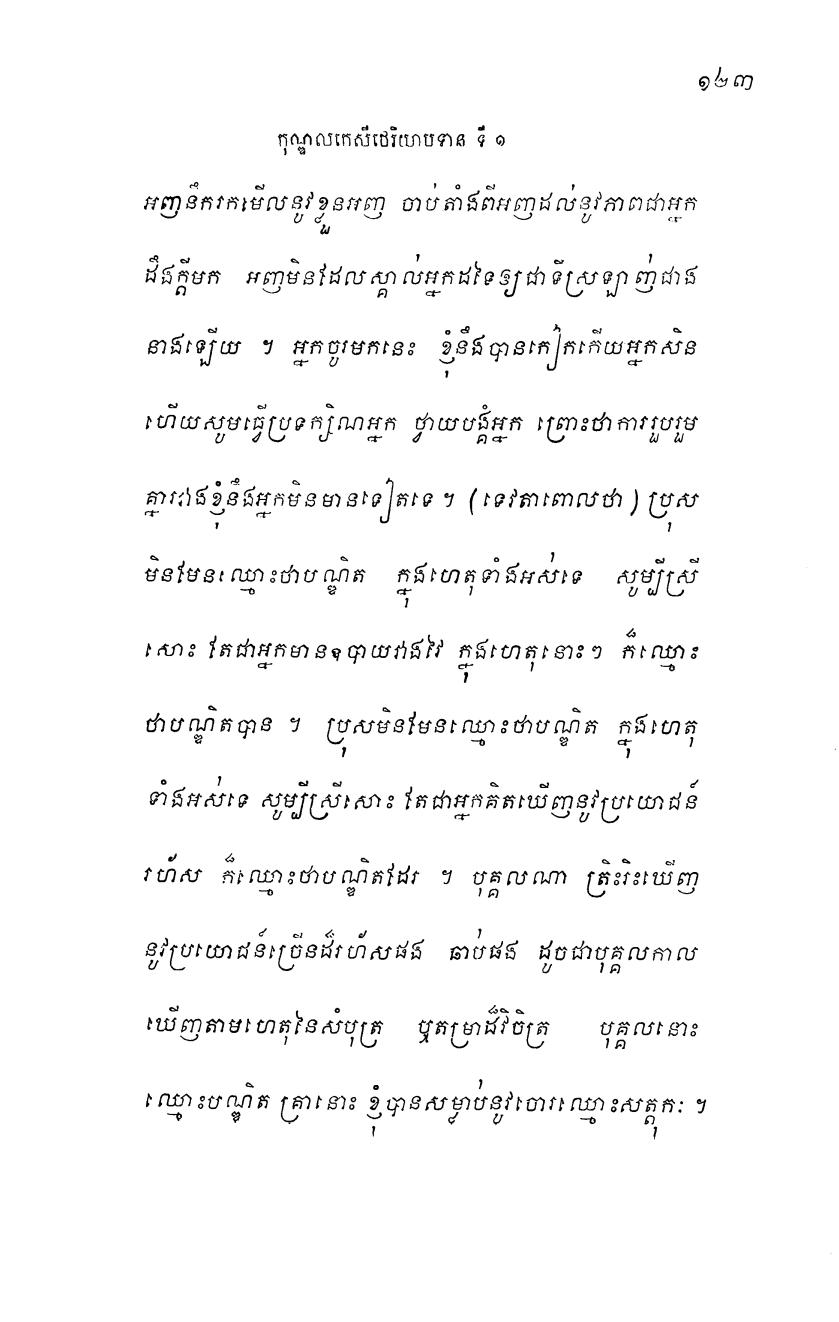 ១២៣
កុណ្ឌលកេសីថេរិយាបទាន ទី ១
អញនឹករកមើលនូវខ្លួនអញ ចាប់តាំងពីអញដល់នូវភាពជាអ្នក
ដឹងក្តីមក អញមិនដែលស្គាល់អ្នកដទៃឲ្យជាទីស្រឡាញ់ជាង
នាងឡើយ ។ អ្នកចូរមកនេះ ខ្ញុំនឹងបានកៀកកើយអ្នកសិន
ហើយសូមធ្វើប្រទក្សិណអ្នក ថ្វាយបង្គំអ្នក ព្រោះថាការរួបរួម
គ្នារវាងខ្ញុំនឹងអ្នកមិនមានទៀតទេ ។ (ទេវតាពោលថា) ប្រុស
មិនមែនឈ្មោះថាបណ្ឌិត ក្នុងហេតុទាំងអស់ទេ សូម្បីស្រី
សោះ តែជាអ្នកមានឧបាយវាងវៃ ក្នុងហេតុនោះៗ ក៏ឈ្មោះ
ថាបណ្ឌិតបាន ។ ប្រុសមិនមែនឈ្មោះថាបណ្ឌិត ក្នុងហេតុ
ទាំងអស់ទេ សូម្បីស្រីសោះ តែជាអ្នកគិតឃើញនូវប្រយោជន៍
រហ័ស ក៏ឈ្មោះថាបណ្ឌិតដែរ ។ បុគ្គលណា ត្រិះរិះឃើញ
នូវប្រយោជន៍ច្រើនដ៏រហ័សផង ឆាប់ផង ដូចជាបុគ្គលកាល
ឃើញតាមហេតុនៃសំបុត្រ ឬតម្រាដ៏វិចិត្រ បុគ្គលនោះ
ឈ្មោះបណ្ឌិត គ្រានោះ ខ្ញុំបានសម្លាប់នូវចោរឈ្មោះសត្តុកៈ ។